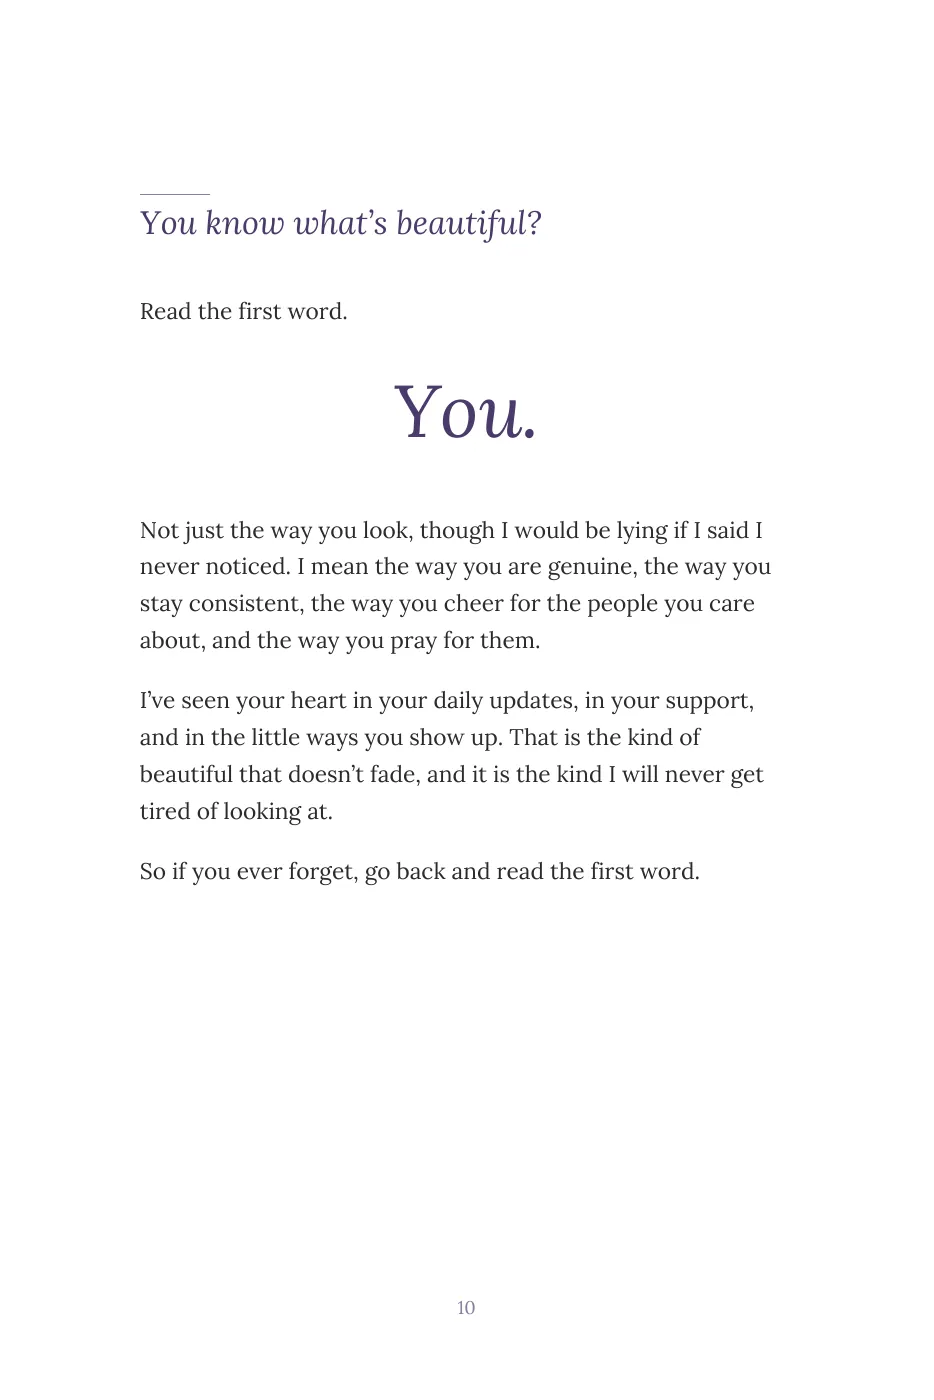 You know what’s beautiful?
Read the first word.
You.
Not just the way you look, though I would be lying if I said I
never noticed. I mean the way you are genuine, the way you
stay consistent, the way you cheer for the people you care
about, and the way you pray for them.
I’ve seen your heart in your daily updates, in your support,
and in the little ways you show up. That is the kind of
beautiful that doesn’t fade, and it is the kind I will never get
tired of looking at.
So if you ever forget, go back and read the first word.
10